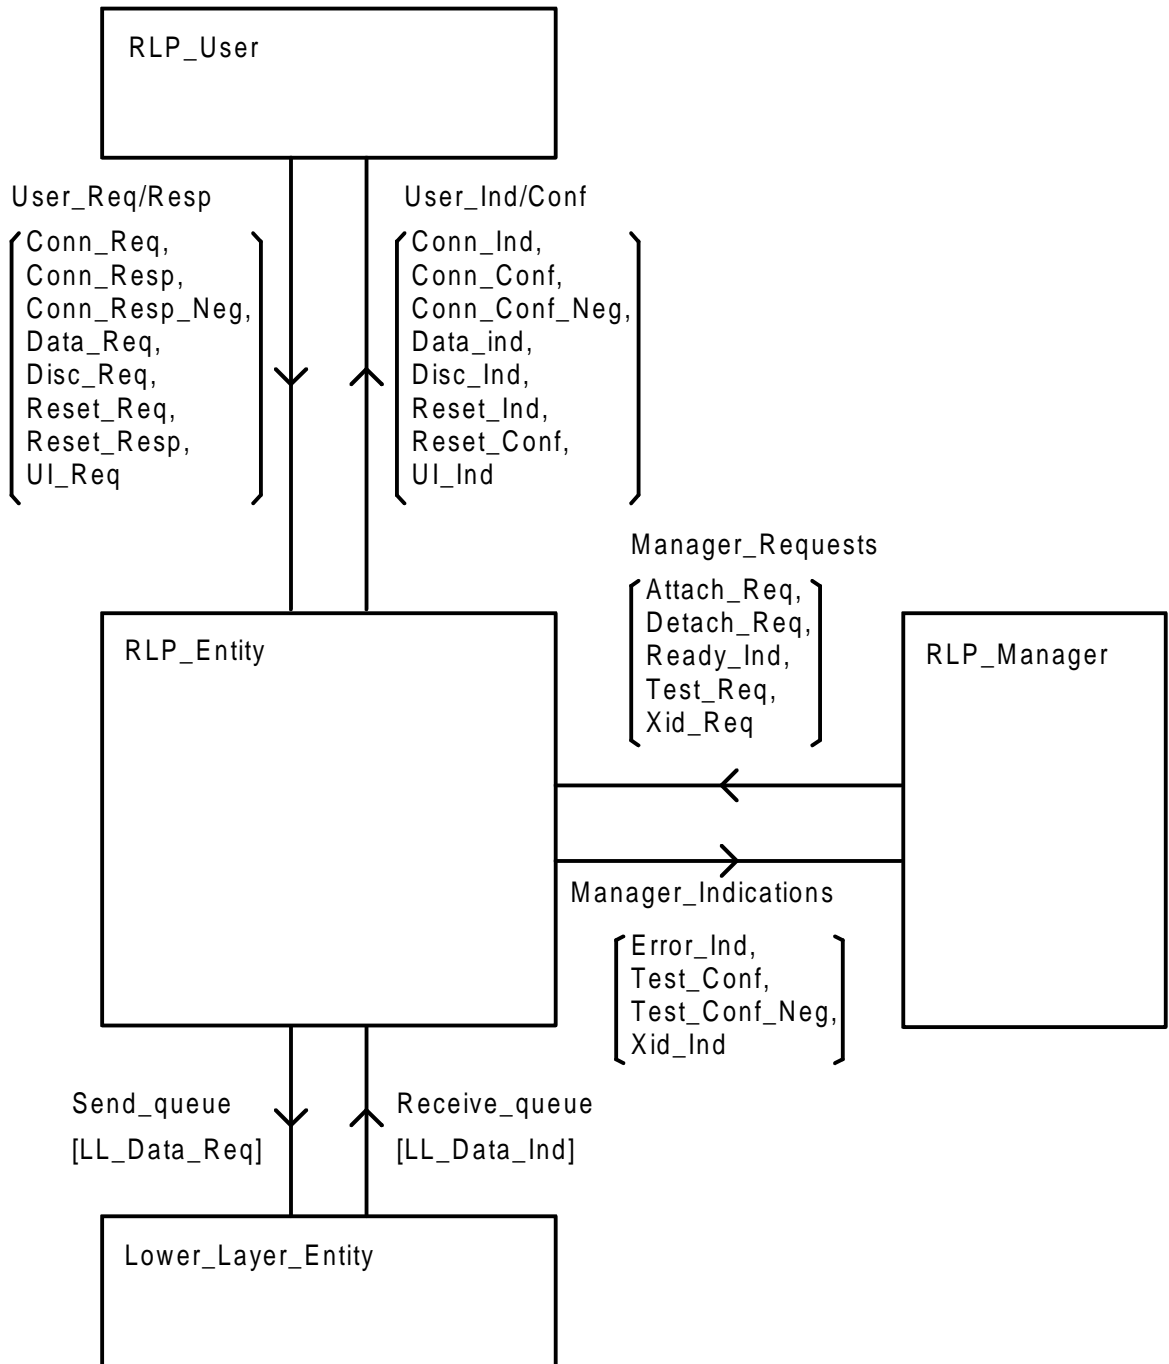 RLP_User
User_Req/Resp
Conn_Req,
Conn_Resp,
Conn_Resp_Neg,
Data_Req,
Disc_Req,
Reset_Req,
Reset_Resp,
UI_Req
User_Ind/Conf
Conn_Ind,
Conn_Conf,
Conn_Conf_Neg,
Data_ind,
Disc_Ind,
Reset_Ind,
Reset_Conf,
UI_Ind
Manager_Requests
Attach_Req,
Detach_Req,
Ready_Ind,
Test_Req,
Xid_Req
RLP_Entity
RLP_Manager
Manager_Indications
Error_Ind,
Test_Conf,
Test_Conf_Neg,
Xid_Ind
Send_queue
[LL_Data_Req]
Receive_queue
[LL_Data_Ind]
Lower_Layer_Entity